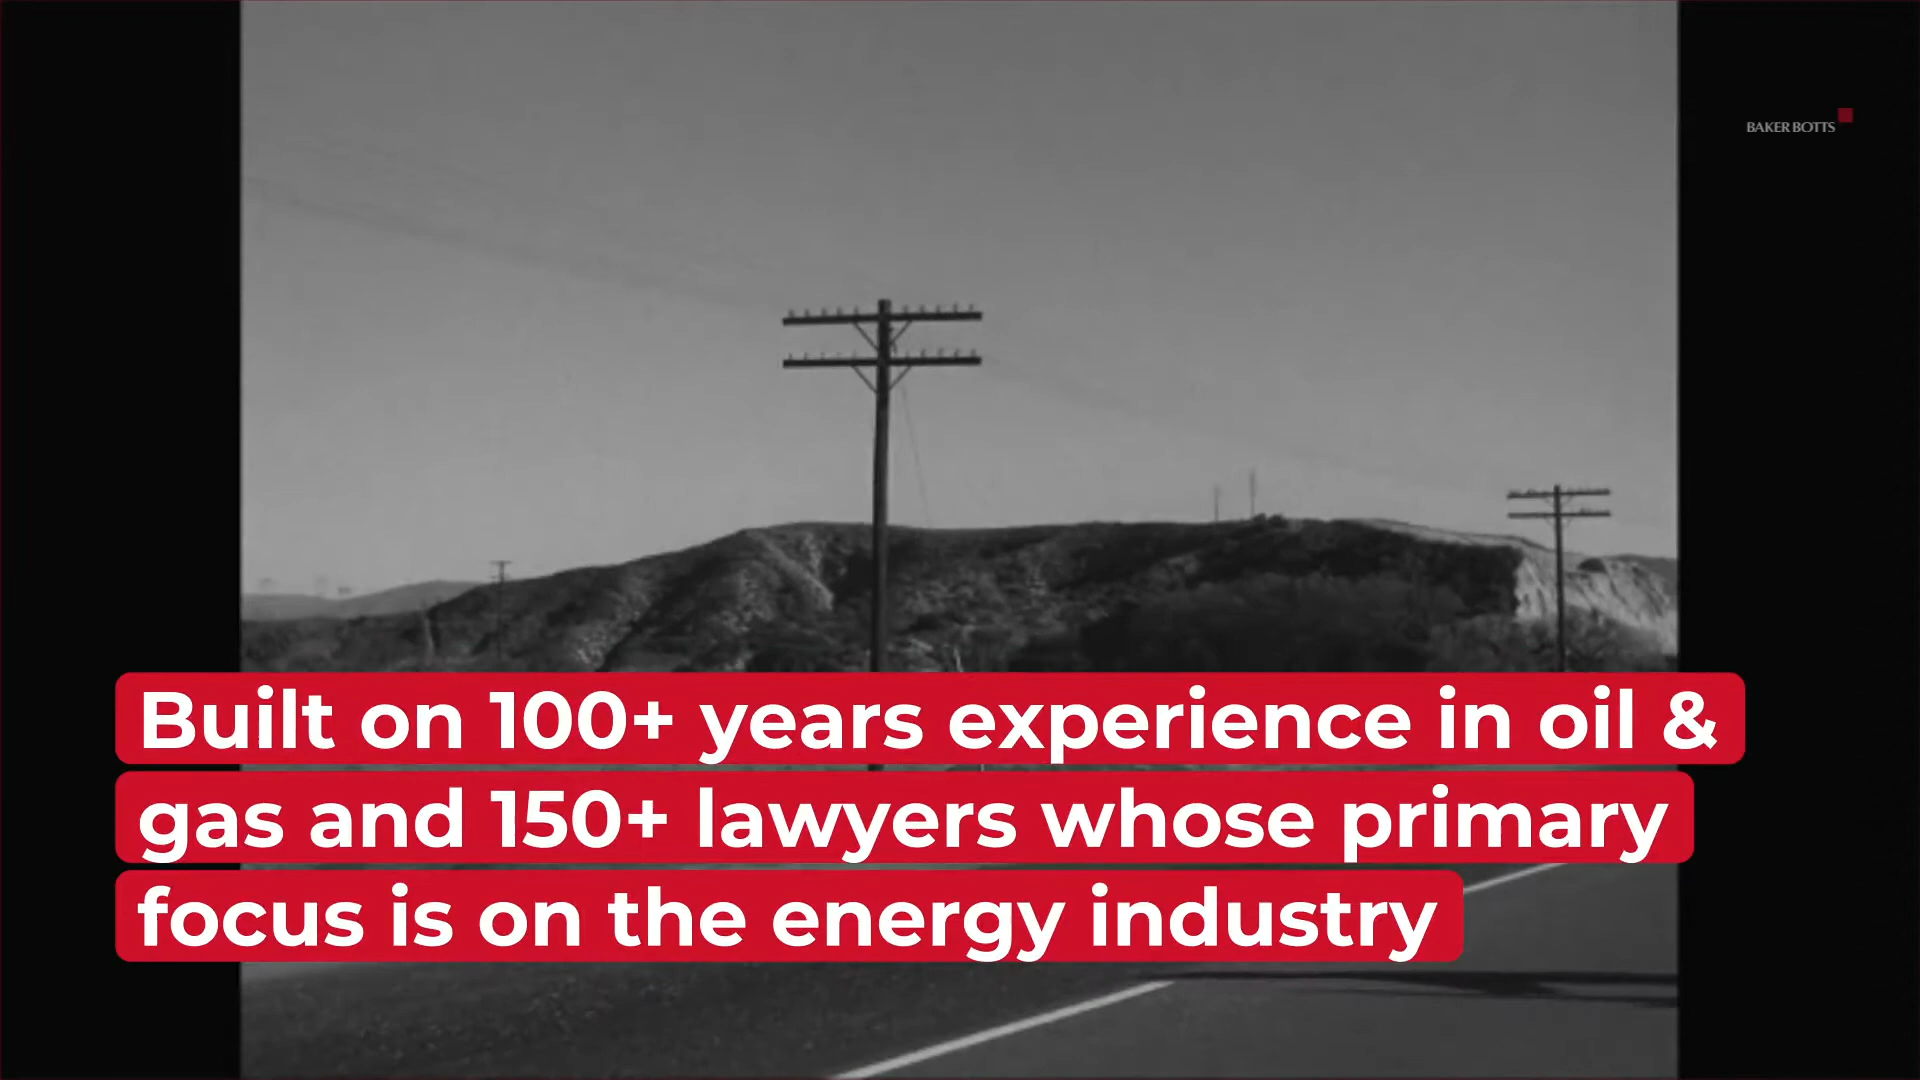 BAKER BOTTS
Built on 100+ years experience in oil &
gas and 150+ lawyers whose primary
focus is on the energy industry